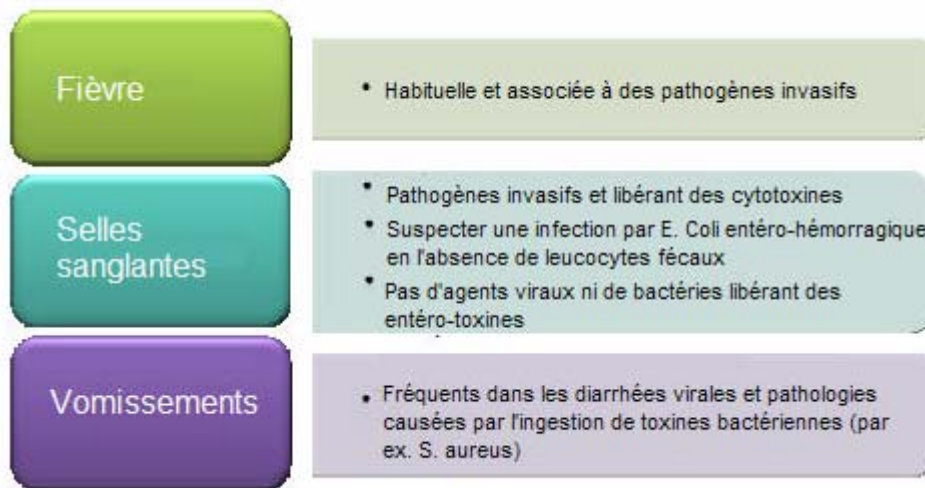 Fièvre
• Habituelle et associée à des pathogènes invasifs
Selles
sanglantes
• Pathogènes invasifs et libérant des cytotoxines
• Suspecter une infection par E. Coli entéro-hémorragique
en l'absence de leucocytes fécaux
• Pas d'agents viraux ni de bactéries libérant des
entéro-toxines
Vomissements
• Fréquents dans les diarrhées virales et pathologies
causées par l'ingestion de toxines bactériennes (par
ex. S. aureus)